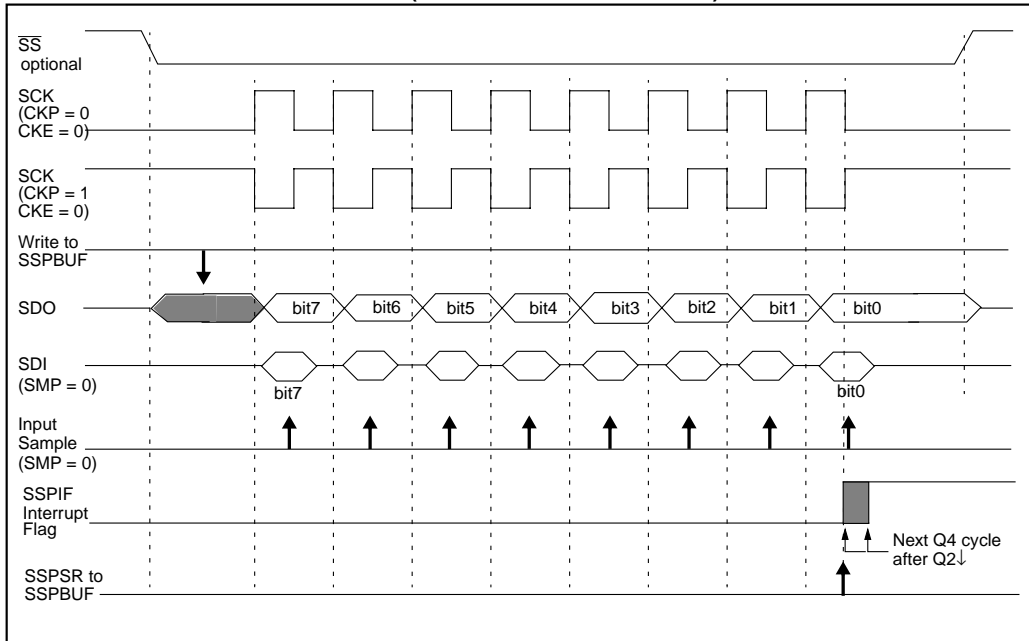 SS
optional
SCK
(CKP = 0
CKE = 0)
SCK
(CKP = 1
CKE = 0)
Write to
SSPBUF
SDO
bit7 bit6 bit5 bit4 bit3 bit2 bit1 bit0
SDI
(SMP = 0)
bit7 bit0
Input
Sample
(SMP = 0)
SSPIF
Interrupt
Flag
Next Q4 cycle
after Q2↓
SSPSR to
SSPBUF